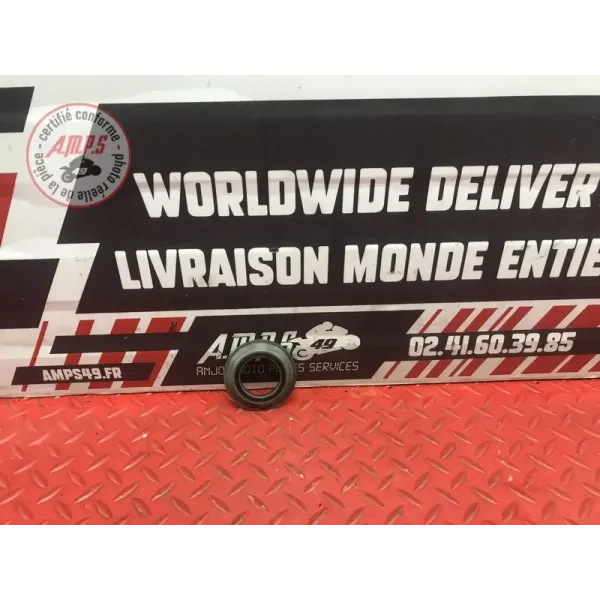 certifié conforme
A.M.P.S
photo réelle de la pièce
WORLDWIDE DELIVER
LIVRAISON MONDE ENTIE
A.M.P.S 49
02.41.60.39.85
AMPS49.FR
SERVICES